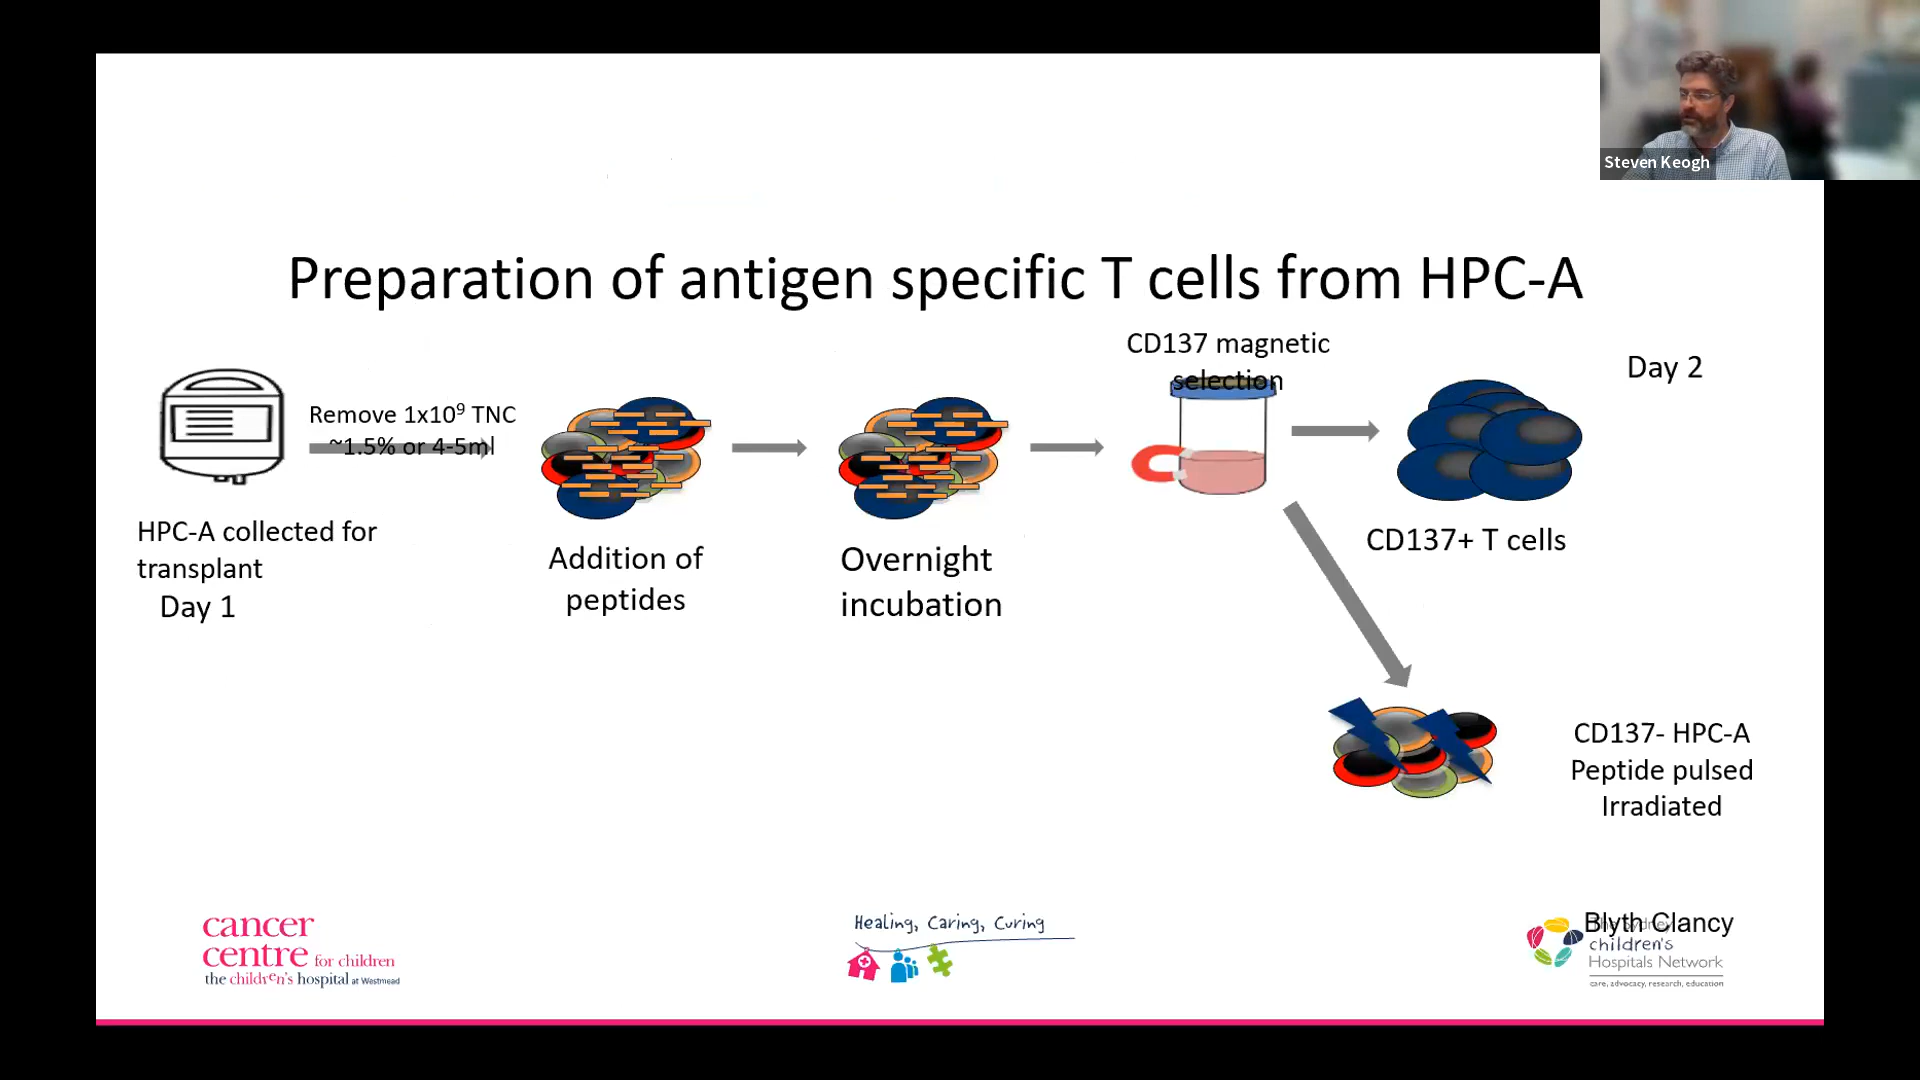 Steven Keogh
Preparation of antigen specific T cells from HPC-A
CD137 magnetic
selection
Day 2
Remove 1x10⁹ TNC
~1.5% or 4-5ml
HPC-A collected for
transplant
Day 1
Addition of
peptides
Overnight
incubation
CD137+ T cells
CD137- HPC-A
Peptide pulsed
Irradiated
cancer
centre for children
the children's hospital at Westmead
Healing, Caring, Curing
Blyth Clancy
The Sydney
children's
Hospitals Network
care, advocacy, research, education